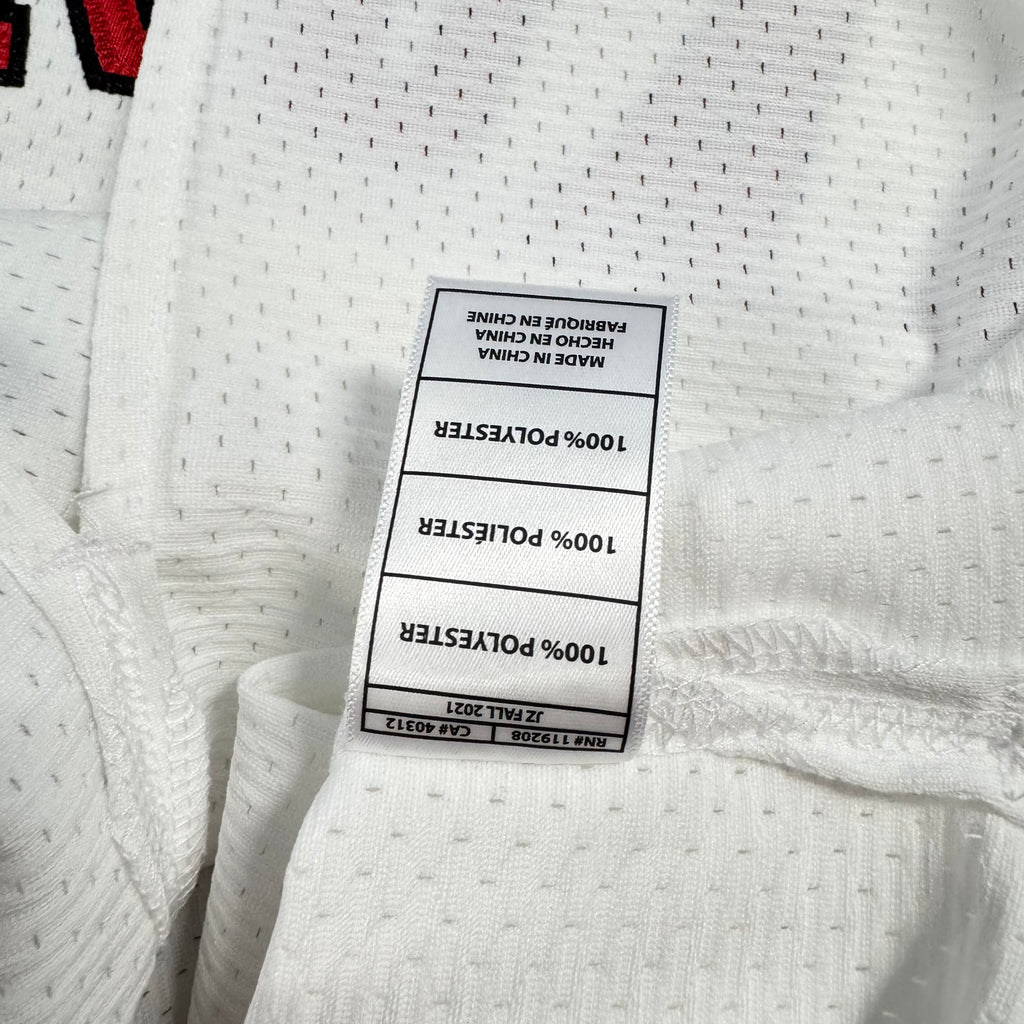 RN# 119208 CA# 40312
JZ FALL 2021
100% POLYESTER
100% POLIÉSTER
100% POLYESTER
MADE IN CHINA
HECHO EN CHINA
FABRIQUÉ EN CHINE